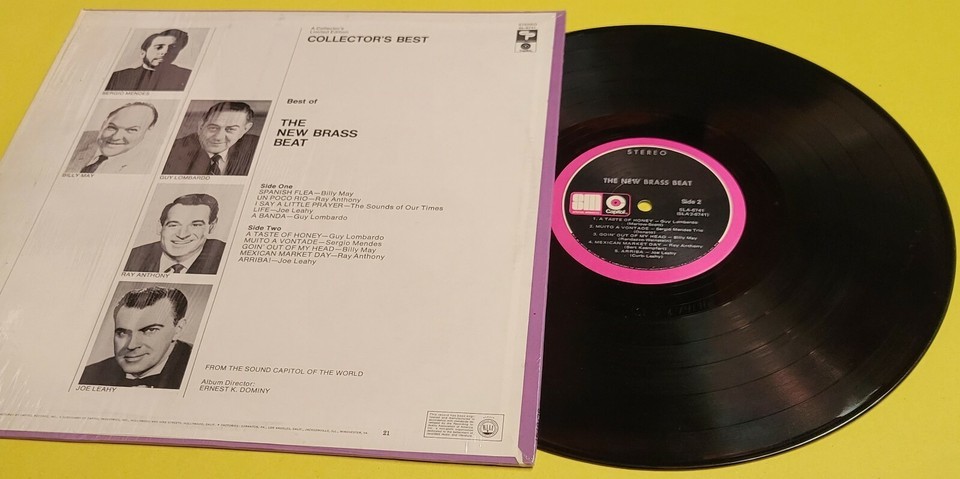 A Collector's
Limited Edition
COLLECTOR'S BEST
STEREO
SERGIO MENDES
BILLY MAY
GUY LOMBARDO
RAY ANTHONY
JOE LEAHY
Best of
THE
NEW BRASS
BEAT
Side One
SPANISH FLEA—Billy May
UN POCO RIO—Ray Anthony
I SAY A LITTLE PRAYER—The Sounds of Our Times
LIFE—Joe Leahy
A BANDA—Guy Lombardo
Side Two
A TASTE OF HONEY—Guy Lombardo
MUITO A VONTADE—Sergio Mendes
GOIN' OUT OF MY HEAD—Billy May
MEXICAN MARKET DAY—Ray Anthony
ARRIBA!—Joe Leahy
FROM THE SOUND CAPITOL OF THE WORLD
Album Director:
ERNEST K. DOMINY
21
STEREO
THE NEW BRASS BEAT
Side 2
SM
Capitol
SLA-6741
1. A TASTE OF HONEY — Guy Lombardo
2. MUITO A VONTADE — Sergio Mendes Trio
3. GOIN' OUT OF MY HEAD — Billy May
4. MEXICAN MARKET DAY — Ray Anthony
(Bert Kaempfert)
5. ARRIBA — Joe Leahy